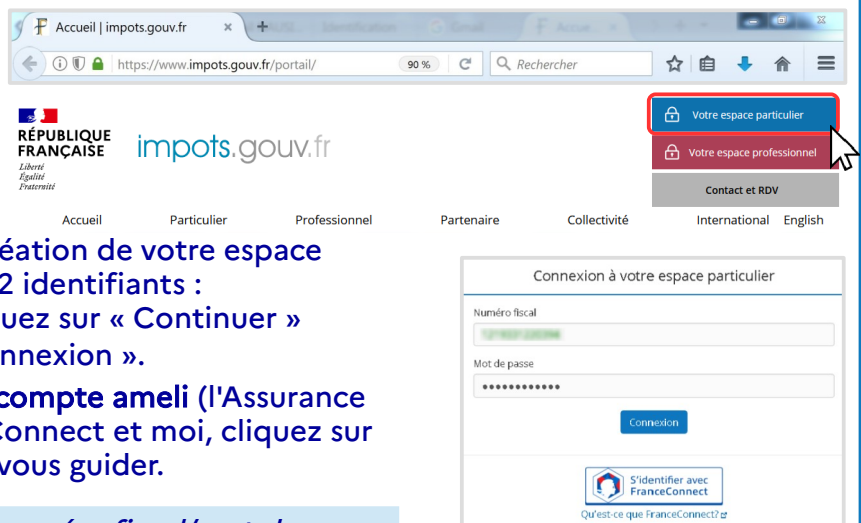 Accueil | impots.gouv.fr
Identification
Gmail
https://www.impots.gouv.fr/portail/
90 %
Rechercher
Votre espace particulier
RÉPUBLIQUE
FRANÇAISE
Liberté
Égalité
Fraternité
impots.gouv.fr
Votre espace professionnel
Contact et RDV
Accueil Particulier Professionnel Partenaire Collectivité International English
éation de votre espace
2 identifiants :
uez sur « Continuer »
nnexion ».
compte ameli (l'Assurance
Connect et moi, cliquez sur
vous guider.
Connexion à votre espace particulier
Numéro fiscal
Mot de passe
Connexion
S'identifier avec
FranceConnect
Qu'est-ce que FranceConnect?